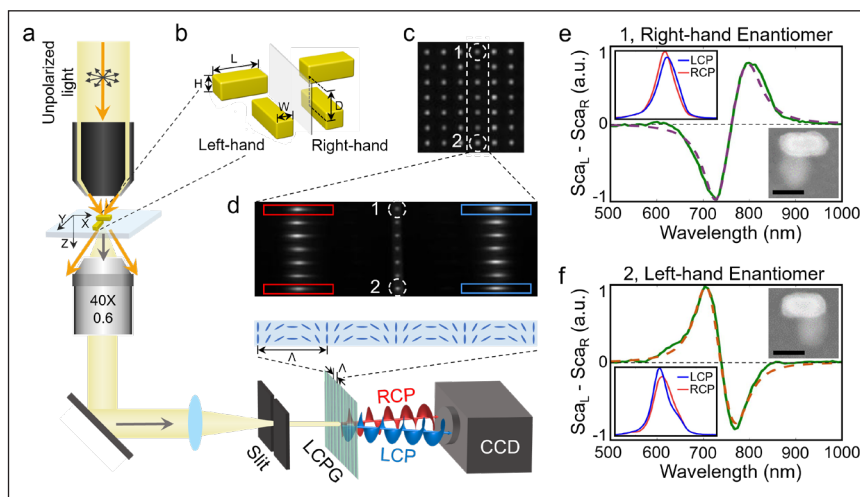 a
Unpolarized
light
Y
X
Z
40X
0.6
Slit
LCPG
Λ
RCP
LCP
CCD
b
L
H
W
D
Left-hand
Right-hand
c
1
2
d
1
2
Λ
e
1, Right-hand Enantiomer
Sca_L - Sca_R (a.u.)
1
0
-1
LCP
RCP
500 600 700 800 900 1000
Wavelength (nm)
f
2, Left-hand Enantiomer
Sca_L - Sca_R (a.u.)
1
0
-1
LCP
RCP
500 600 700 800 900 1000
Wavelength (nm)